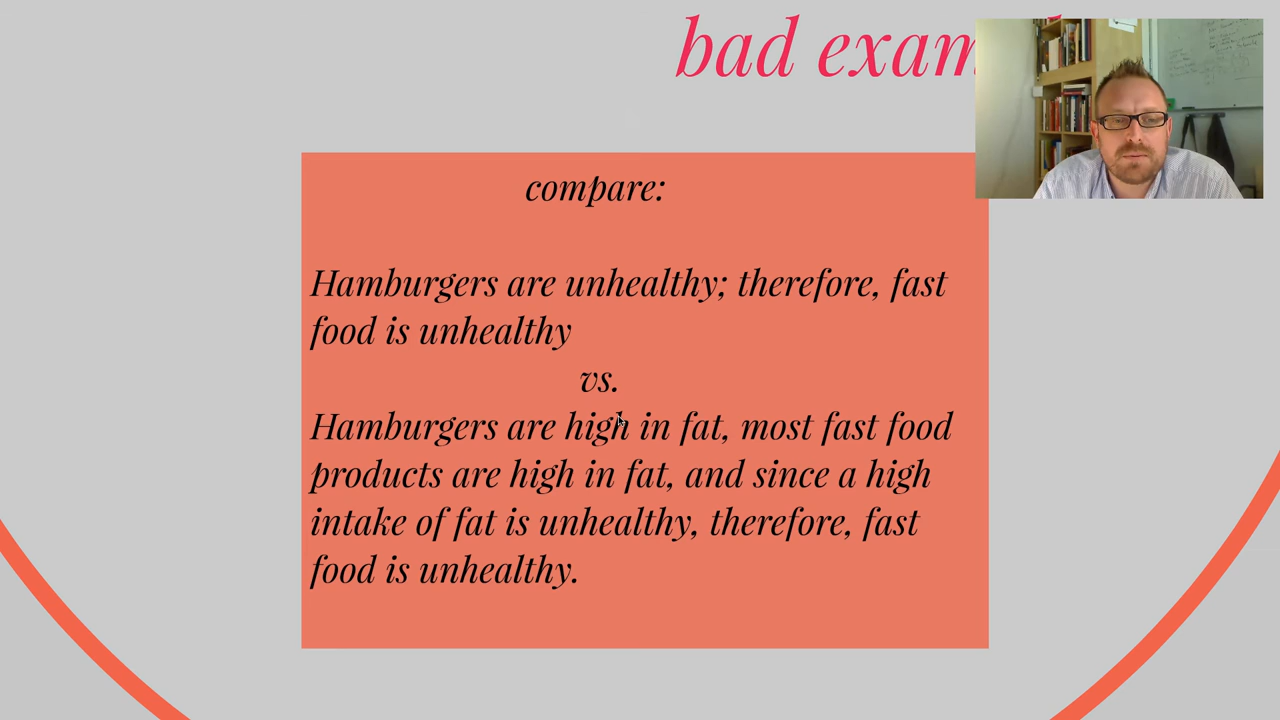 bad exam
compare:
Hamburgers are unhealthy; therefore, fast
food is unhealthy
vs.
Hamburgers are high in fat, most fast food
products are high in fat, and since a high
intake of fat is unhealthy, therefore, fast
food is unhealthy.